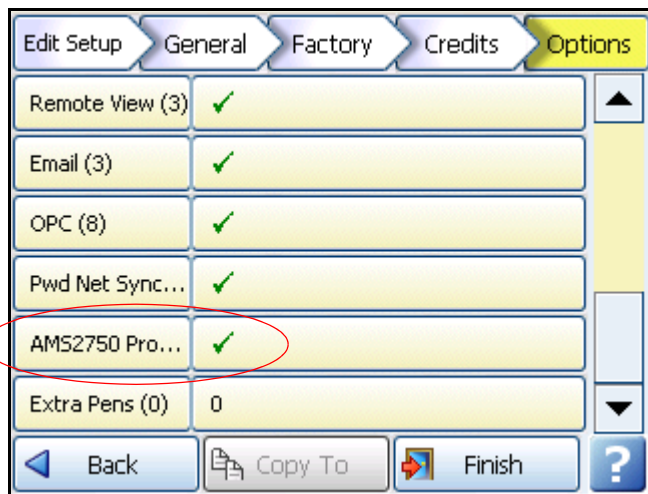 Edit Setup General Factory Credits Options
Remote View (3)
Email (3)
OPC (8)
Pwd Net Sync...
AMS2750 Pro...
Extra Pens (0) 0
Back Copy To Finish ?